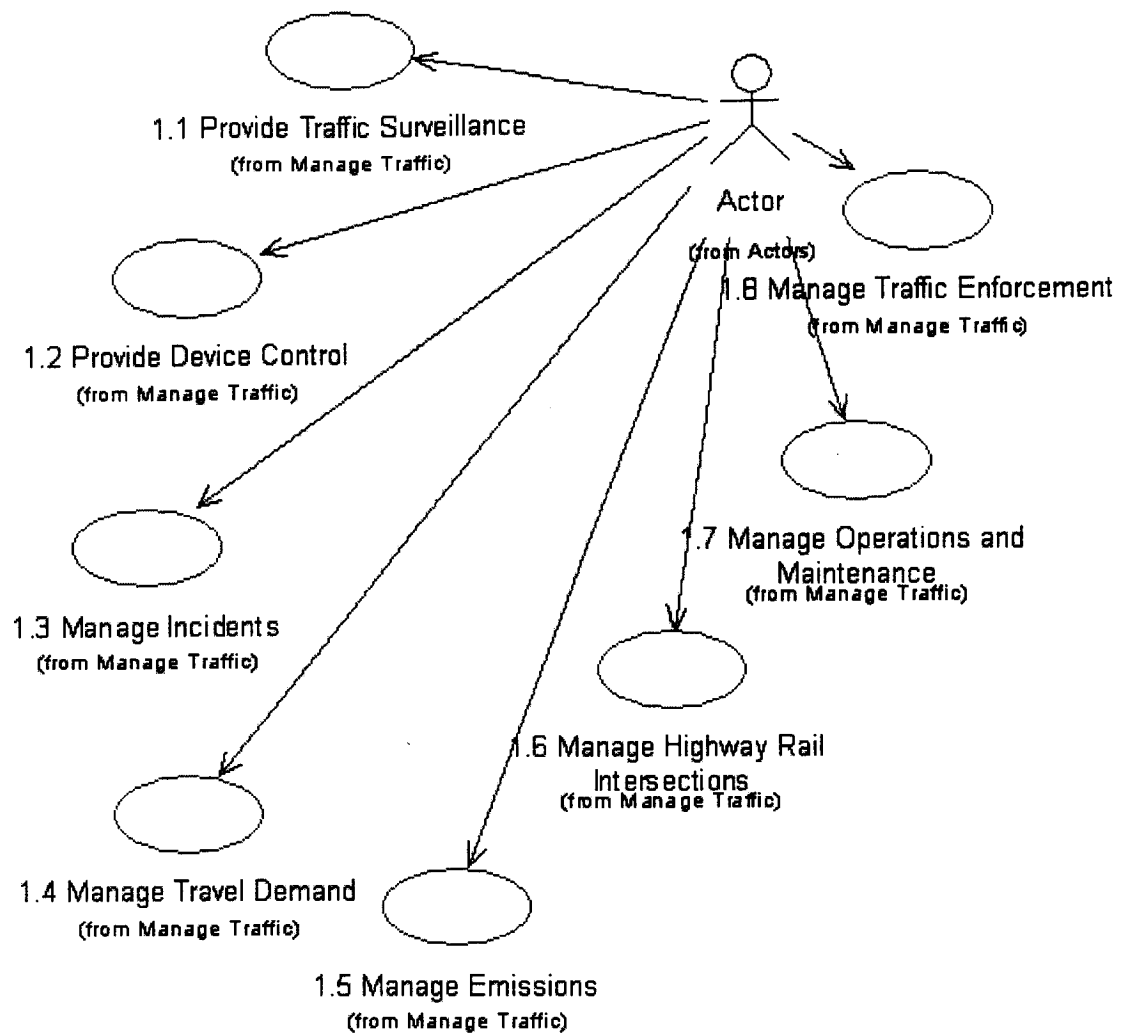 1.1 Provide Traffic Surveillance
(from Manage Traffic)
Actor
(from Actors)
1.8 Manage Traffic Enforcement
(from Manage Traffic)
1.2 Provide Device Control
(from Manage Traffic)
1.7 Manage Operations and
Maintenance
(from Manage Traffic)
1.3 Manage Incidents
(from Manage Traffic)
1.6 Manage Highway Rail
Intersections
(from Manage Traffic)
1.4 Manage Travel Demand
(from Manage Traffic)
1.5 Manage Emissions
(from Manage Traffic)